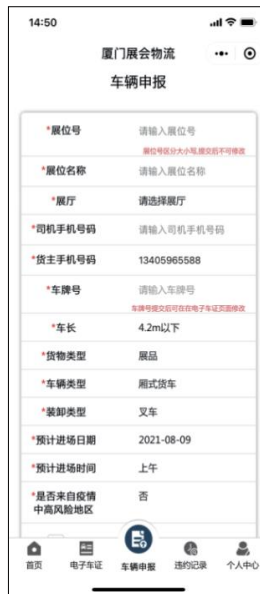 14:50
厦门展会物流
车辆申报
*展位号 请输入展位号
展位号区分大小写,提交后不可修改
*展位名称 请输入展位名称
*展厅 请选择展厅
*司机手机号码 请输入司机手机号码
*货主手机号码 13405965588
*车牌号 请输入车牌号
车牌号提交后可在在电子车证页面修改
*车长 4.2m以下
*货物类型 展品
*车辆类型 厢式货车
*装卸类型 叉车
*预计进场日期 2021-08-09
*预计进场时间 上午
*是否来自疫情 否
中高风险地区
首页 电子车证 车辆申报 违约记录 个人中心